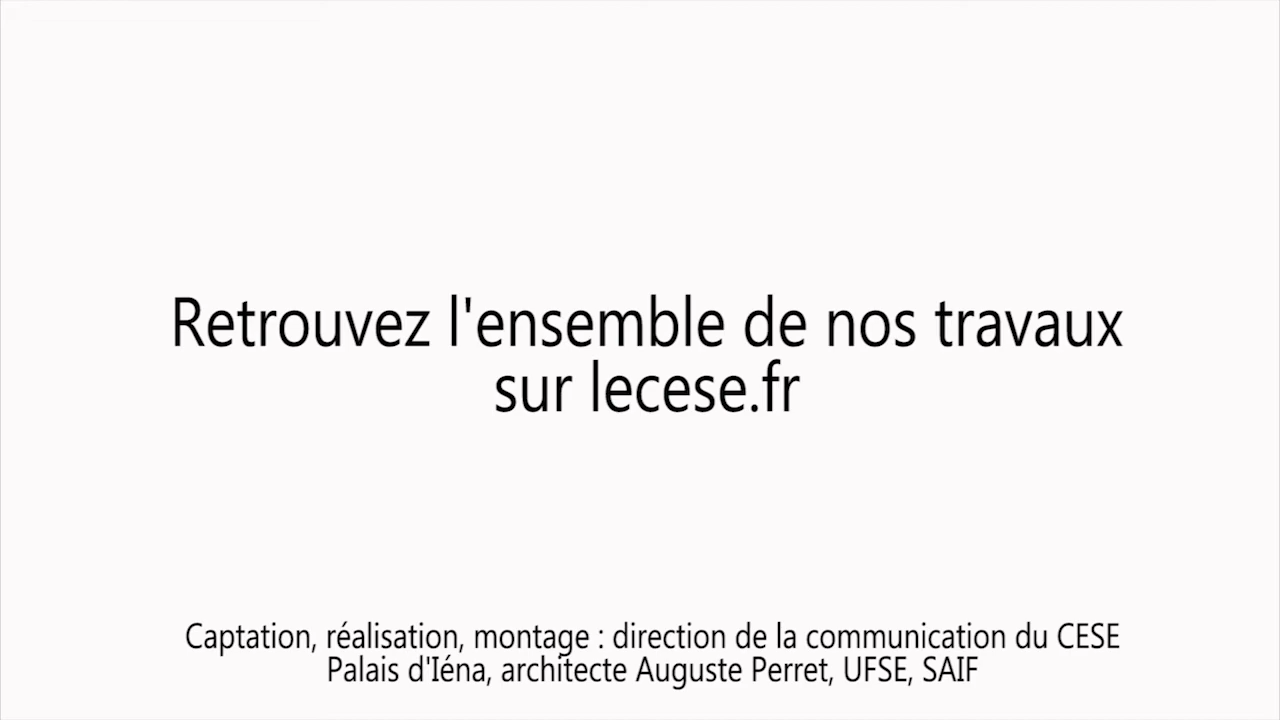 Retrouvez l'ensemble de nos travaux
sur lecese.fr
Captation, réalisation, montage : direction de la communication du CESE
Palais d'Iéna, architecte Auguste Perret, UFSE, SAIF